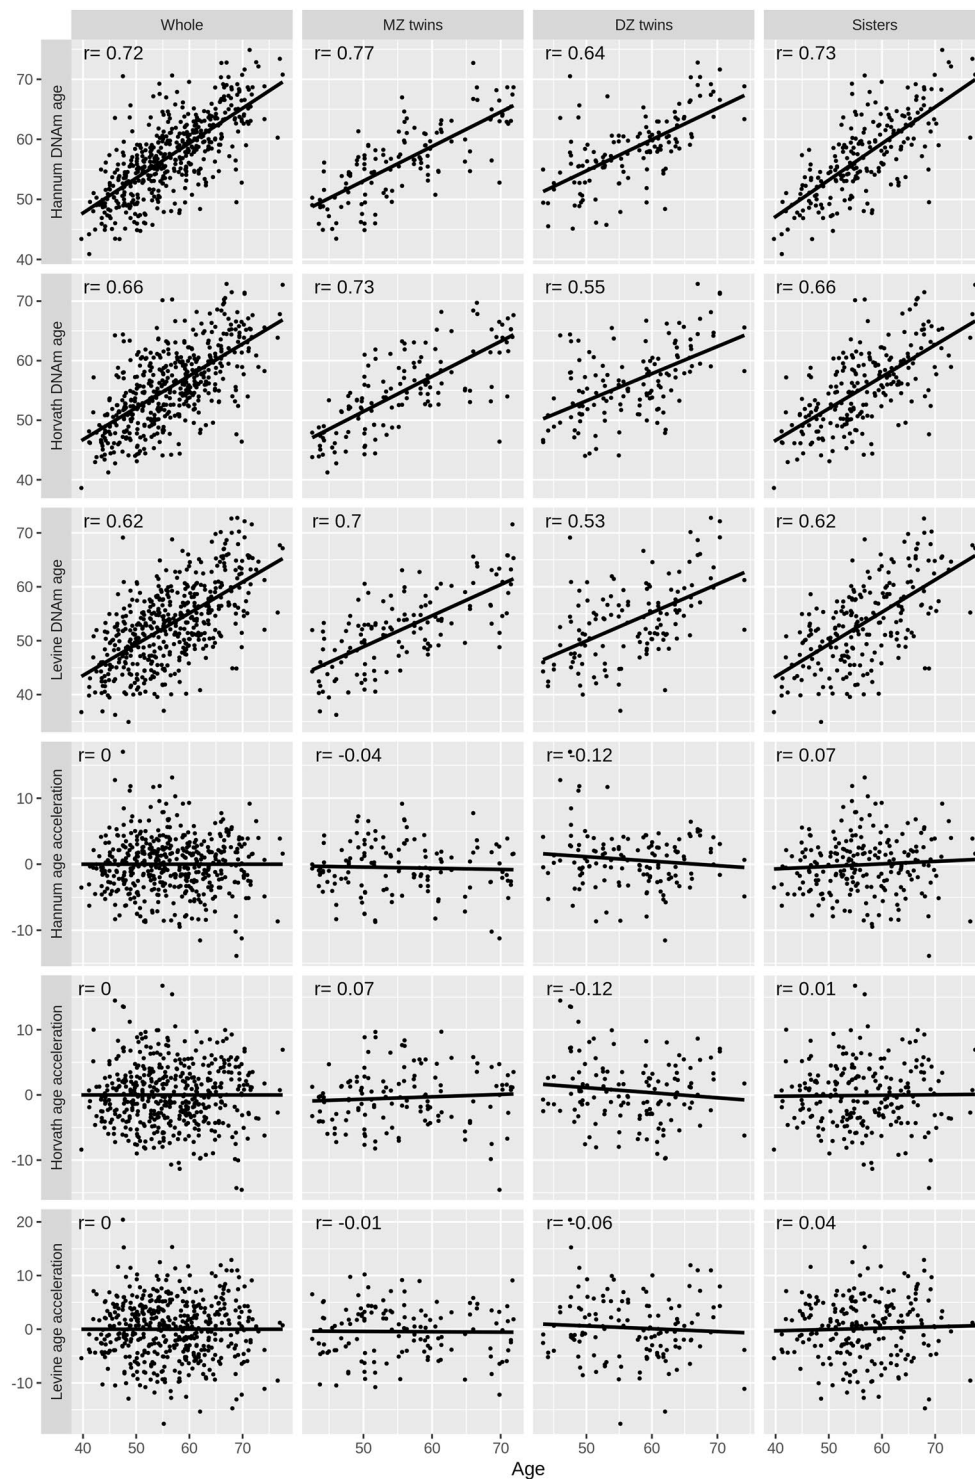 Whole MZ twins DZ twins Sisters
Hannum DNAm age
70
60
50
40
r= 0.72 r= 0.77 r= 0.64 r= 0.73
Horvath DNAm age
70
60
50
40
r= 0.66 r= 0.73 r= 0.55 r= 0.66
Levine DNAm age
70
60
50
40
r= 0.62 r= 0.7 r= 0.53 r= 0.62
Hannum age acceleration
10
0
-10
r= 0 r= -0.04 r= -0.12 r= 0.07
Horvath age acceleration
10
0
-10
r= 0 r= 0.07 r= -0.12 r= 0.01
Levine age acceleration
20
10
0
-10
r= 0 r= -0.01 r= -0.06 r= 0.04
40 50 60 70 50 60 70 50 60 70 40 50 60 70
Age